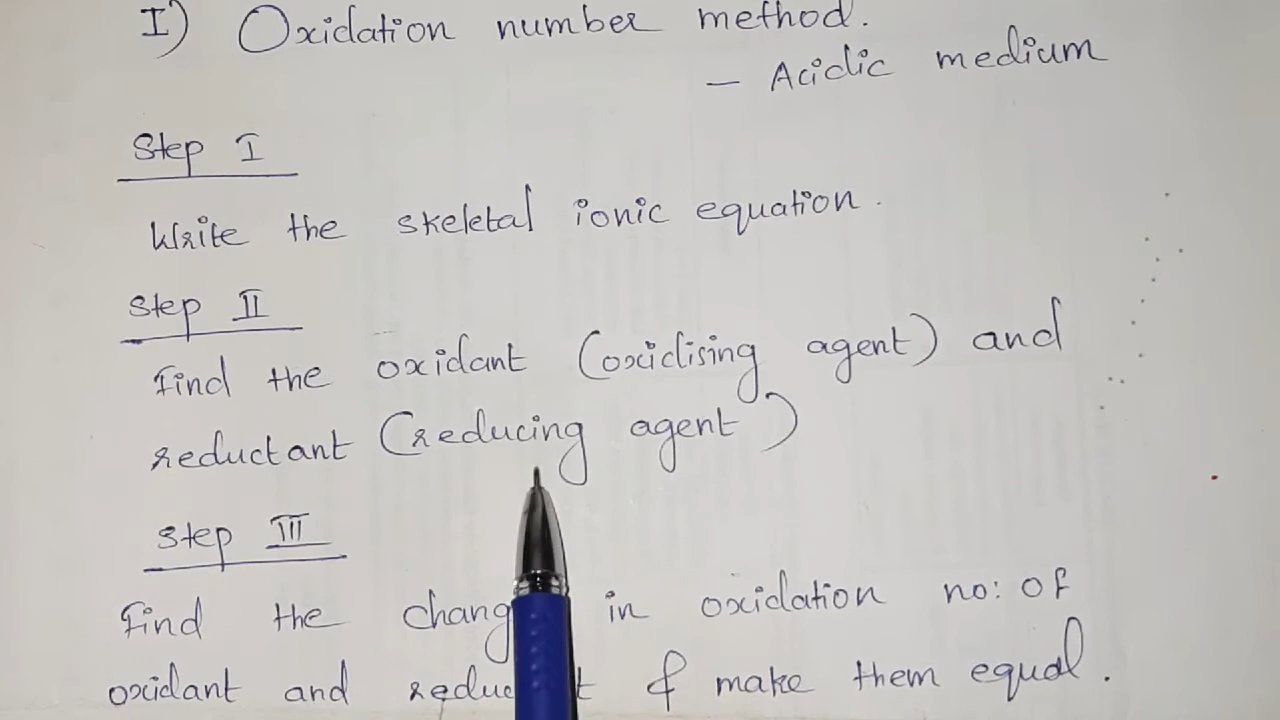 I) Oxidation number method.
– Acidic medium
Step I
Write the skeletal ionic equation.
Step II
Find the oxidant (oxidising agent) and
reductant (reducing agent)
Step III
Find the in oxidation no: of
oxidant and & make them equal.